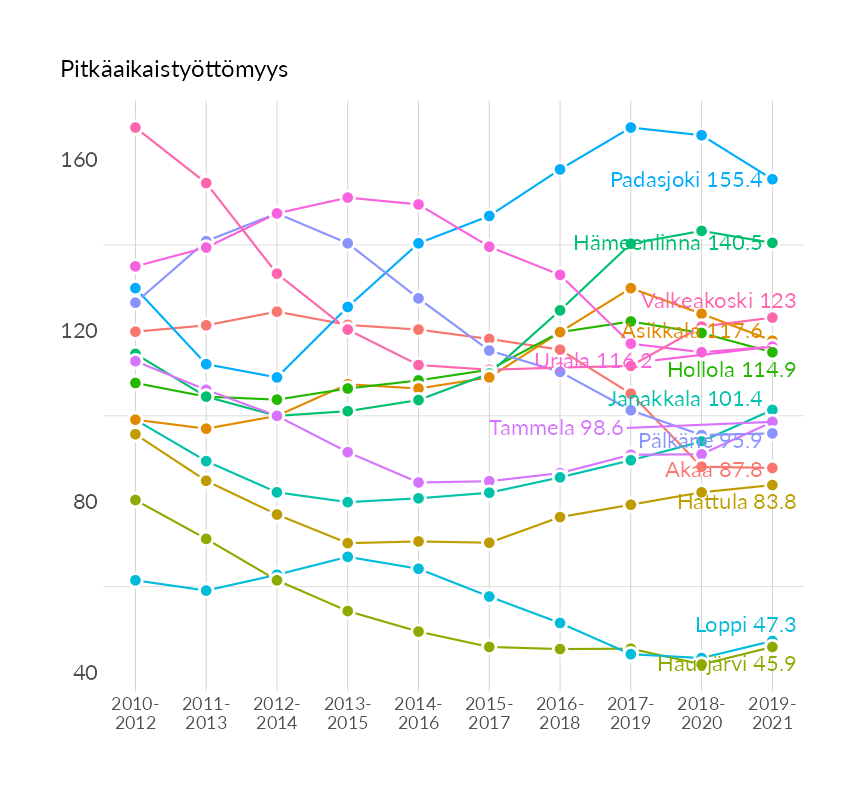 Pitkäaikaistyöttömyys
160
120
80
40
Padasjoki 155.4
Hämeenlinna 140.5
Valkeakoski 123
Asikkala 117.6
Urjala 116.2
Hollola 114.9
Janakkala 101.4
Tammela 98.6
Pälkäne 95.9
Akaa 87.8
Hattula 83.8
Loppi 47.3
Hausjärvi 45.9
2010-
2012
2011-
2013
2012-
2014
2013-
2015
2014-
2016
2015-
2017
2016-
2018
2017-
2019
2018-
2020
2019-
2021